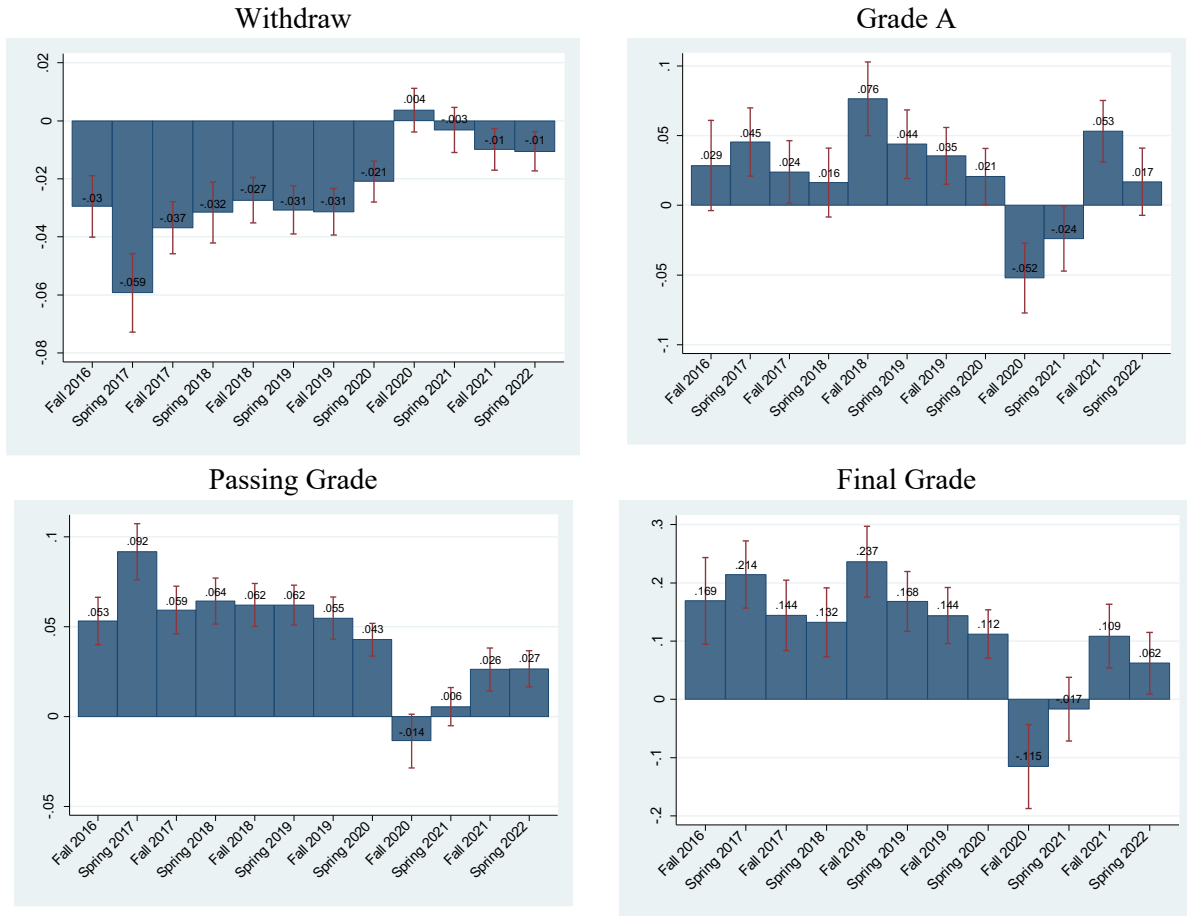 Withdraw
.02
0
-.02
-.04
-.06
-.08
-.03
-.059
-.037
-.032
-.027
-.031
-.031
-.021
.004
-.003
-.01
-.01
Fall 2016
Spring 2017
Fall 2017
Spring 2018
Fall 2018
Spring 2019
Fall 2019
Spring 2020
Fall 2020
Spring 2021
Fall 2021
Spring 2022
Grade A
.1
.05
0
-.05
-.1
.029
.045
.024
.016
.076
.044
.035
.021
-.052
-.024
.053
.017
Fall 2016
Spring 2017
Fall 2017
Spring 2018
Fall 2018
Spring 2019
Fall 2019
Spring 2020
Fall 2020
Spring 2021
Fall 2021
Spring 2022
Passing Grade
.1
.05
0
-.05
.053
.092
.059
.064
.062
.062
.055
.043
-.014
.006
.026
.027
Fall 2016
Spring 2017
Fall 2017
Spring 2018
Fall 2018
Spring 2019
Fall 2019
Spring 2020
Fall 2020
Spring 2021
Fall 2021
Spring 2022
Final Grade
.3
.2
.1
0
-.1
-.2
.169
.214
.144
.132
.237
.168
.144
.112
-.115
-.017
.109
.062
Fall 2016
Spring 2017
Fall 2017
Spring 2018
Fall 2018
Spring 2019
Fall 2019
Spring 2020
Fall 2020
Spring 2021
Fall 2021
Spring 2022